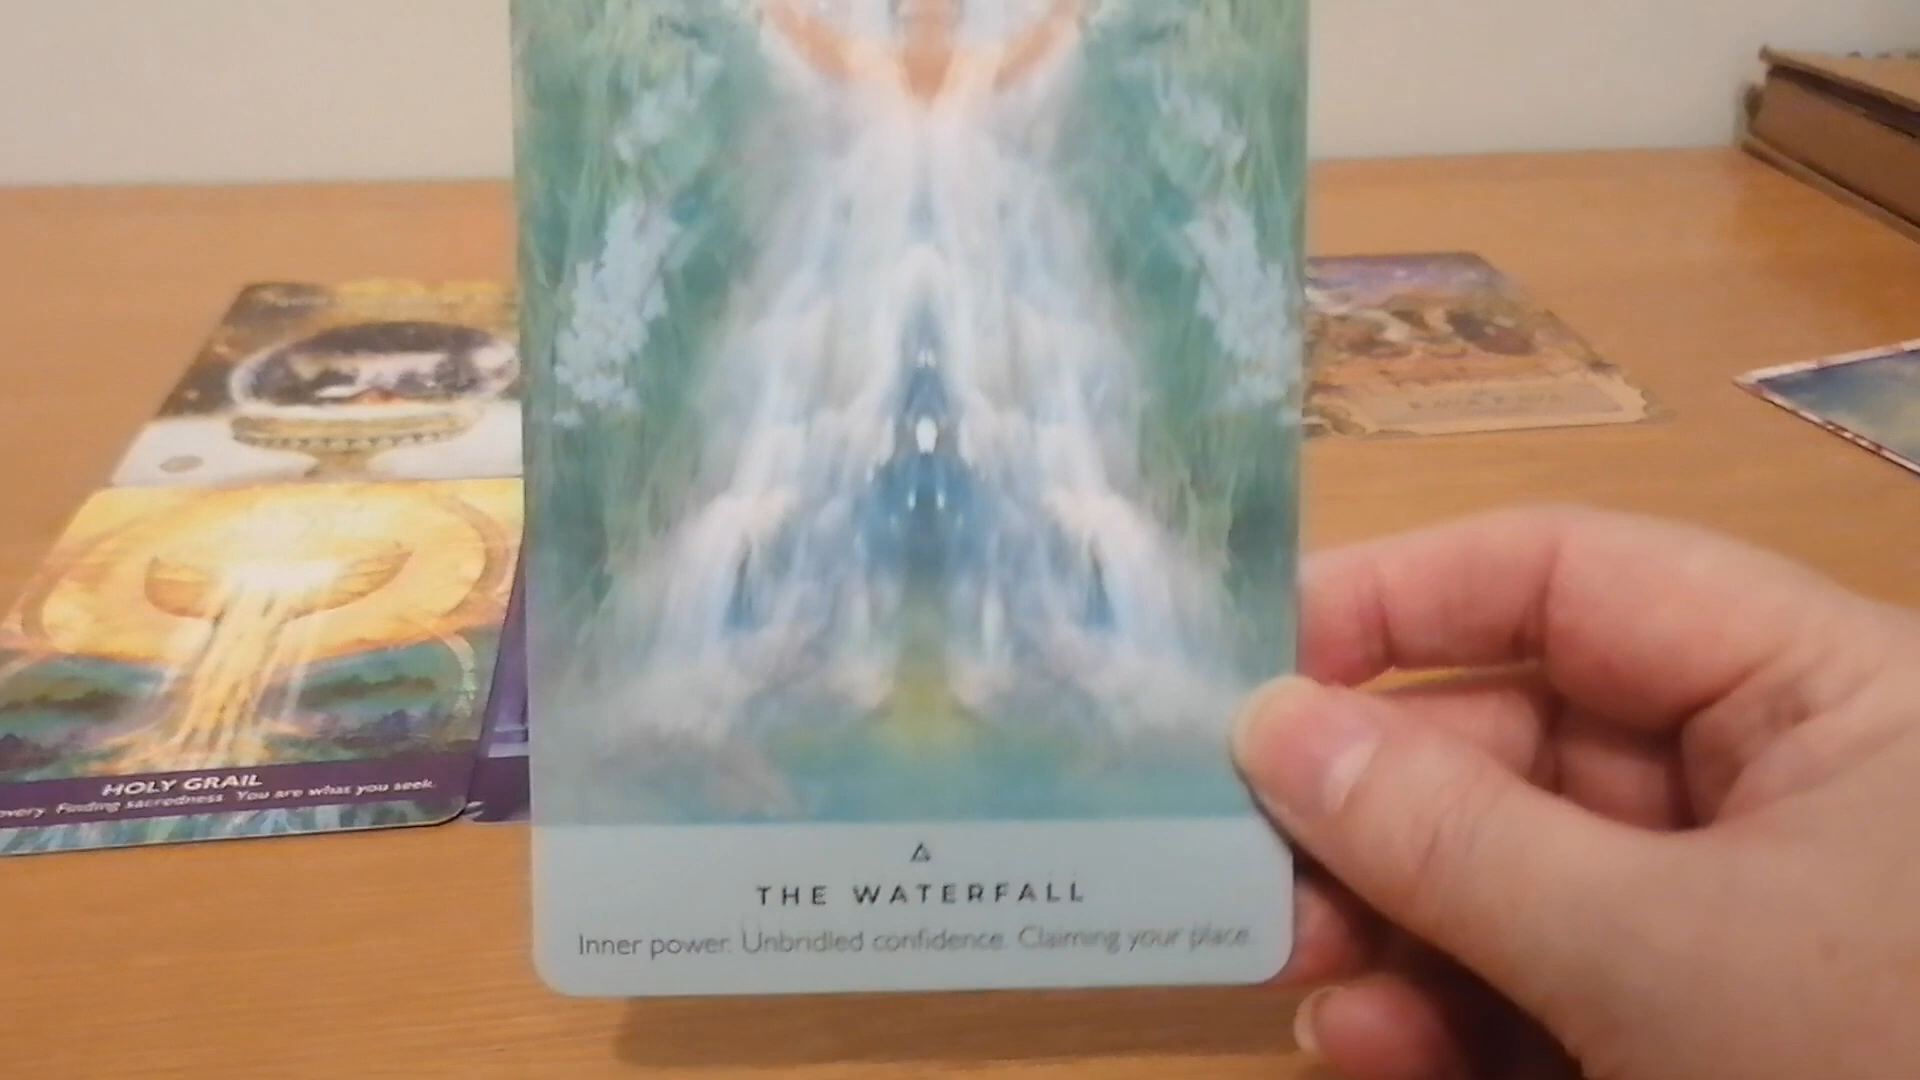 HOLY GRAIL
Finding sacredness. You are what you seek.
THE WATERFALL
Inner power. Unbridled confidence. Claiming your place.